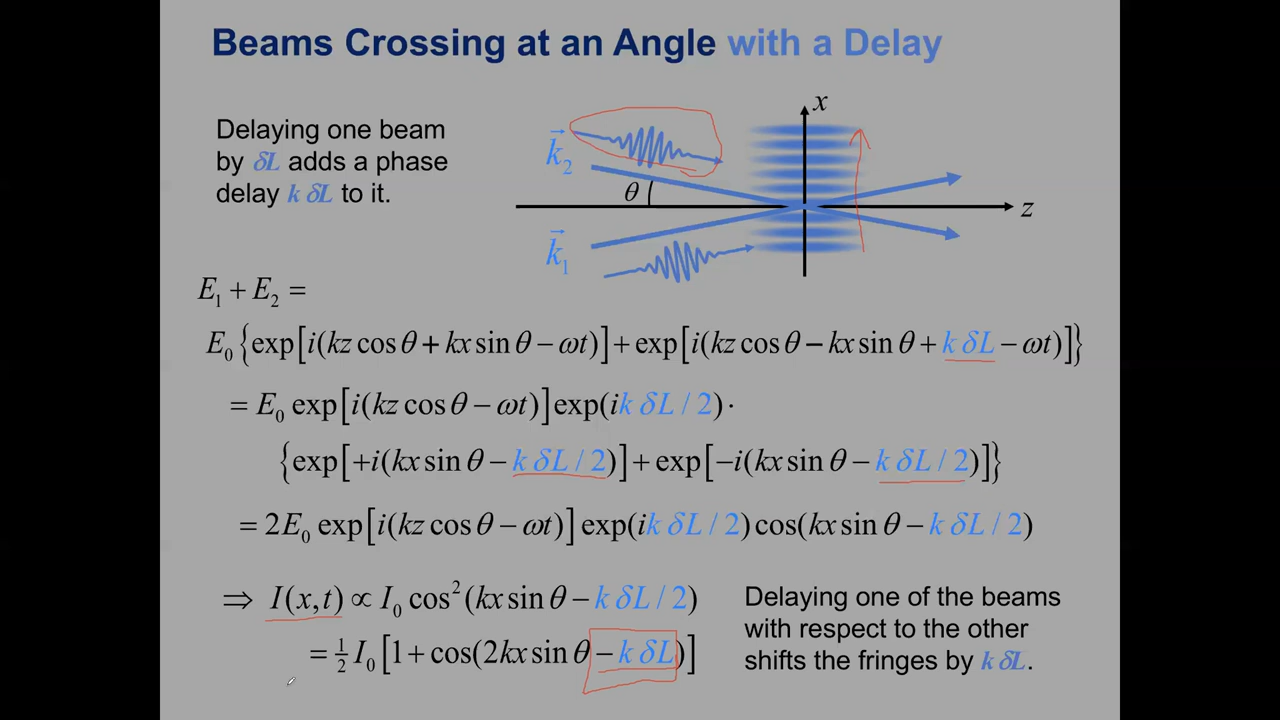 Beams Crossing at an Angle with a Delay
Delaying one beam
by δL adds a phase
delay k δL to it.
x
k⃗₂
θ
z
k⃗₁
E₁ + E₂ =
E₀ {exp[i(kz cos θ + kx sin θ − ωt)] + exp[i(kz cos θ − kx sin θ + k δL − ωt)]}
= E₀ exp[i(kz cos θ − ωt)] exp(ik δL / 2) ·
{exp[+i(kx sin θ − k δL / 2)] + exp[−i(kx sin θ − k δL / 2)]}
= 2E₀ exp[i(kz cos θ − ωt)] exp(ik δL / 2) cos(kx sin θ − k δL / 2)
⇒ I(x,t) ∝ I₀ cos²(kx sin θ − k δL / 2)
= ½ I₀ [1 + cos(2kx sin θ − k δL)]
Delaying one of the beams
with respect to the other
shifts the fringes by k δL.